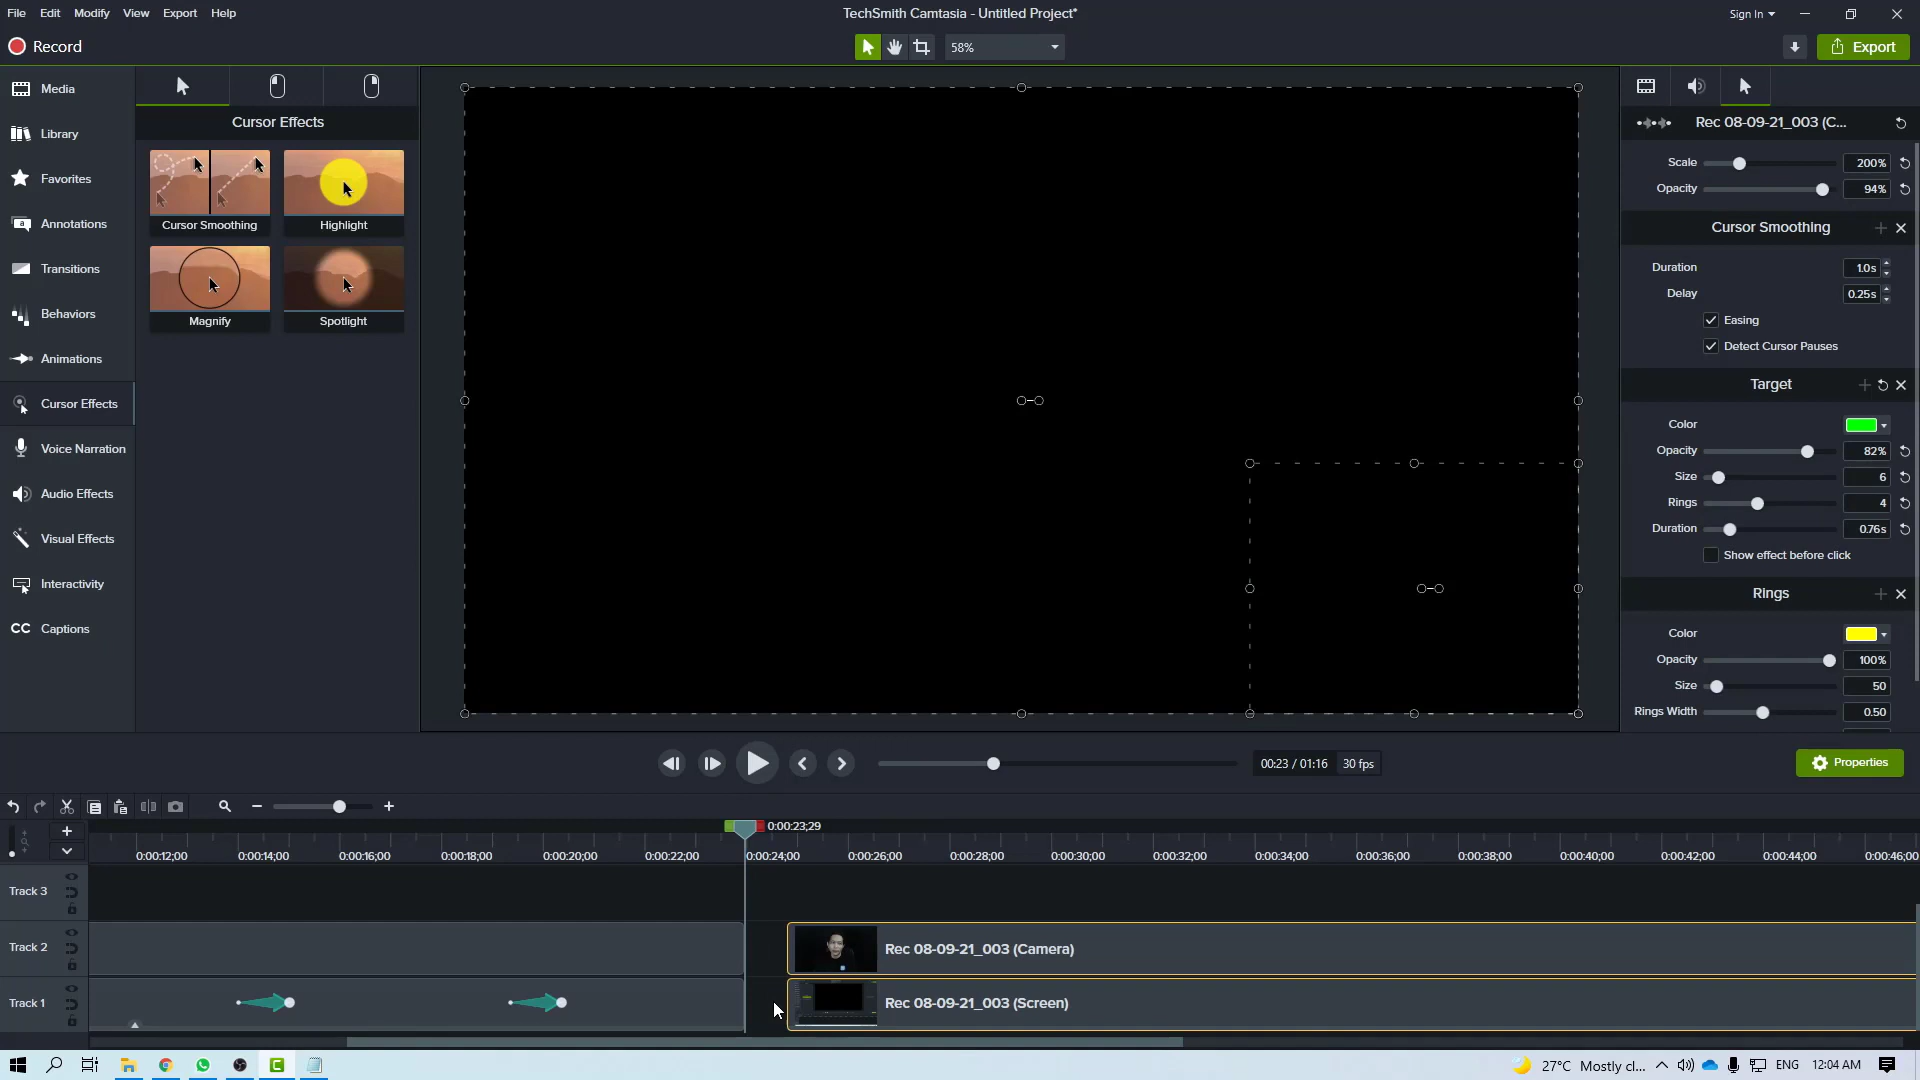 File Edit Modify View Export Help
TechSmith Camtasia - Untitled Project*
Sign In
Record
58%
Export
Media
Library
Favorites
a Annotations
Transitions
Behaviors
Animations
Cursor Effects
Voice Narration
Audio Effects
Visual Effects
Interactivity
CC Captions
Cursor Effects
Cursor Smoothing
Highlight
Magnify
Spotlight
Rec 08-09-21_003 (C...
Scale 200%
Opacity 94%
Cursor Smoothing
Duration 1.0s
Delay 0.25s
Easing
Detect Cursor Pauses
Target
Color
Opacity 82%
Size 6
Rings 4
Duration 0.76s
Show effect before click
Rings
Color
Opacity 100%
Size 50
Rings Width 0.50
00:23 / 01:16 30 fps
Properties
0:00:23;29
0:00:12;00 0:00:14;00 0:00:16;00 0:00:18;00 0:00:20;00 0:00:22;00 0:00:24;00 0:00:26;00 0:00:28;00 0:00:30;00 0:00:32;00 0:00:34;00 0:00:36;00 0:00:38;00 0:00:40;00 0:00:42;00 0:00:44;00 0:00:46;00
Track 3
Track 2
Rec 08-09-21_003 (Camera)
Track 1
Rec 08-09-21_003 (Screen)
27°C Mostly cl... ENG 12:04 AM